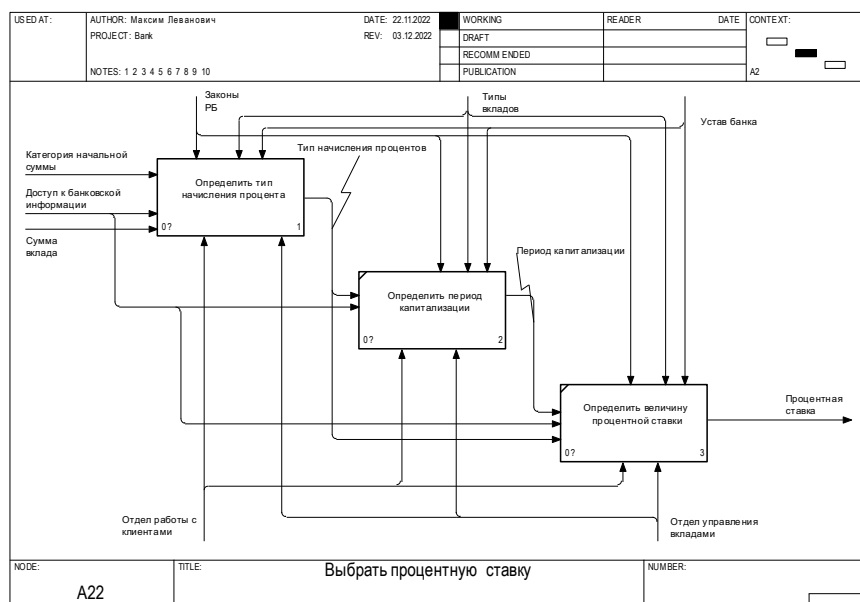 USED AT:
AUTHOR: Максим Леванович
DATE: 22.11.2022
WORKING
READER
DATE
CONTEXT:
PROJECT: Bank
REV: 03.12.2022
DRAFT
RECOMMENDED
NOTES: 1 2 3 4 5 6 7 8 9 10
PUBLICATION
A2
Законы
РБ
Типы
вкладов
Устав банка
Категория начальной
суммы
Тип начисления процентов
Определить тип
начисления процента
0? 1
Доступ к банковской
информации
Сумма
вклада
Период капитализации
Определить период
капитализации
0? 2
Определить величину
процентной ставки
0? 3
Процентная
ставка
Отдел работы с
клиентами
Отдел управления
вкладами
NODE:
TITLE:
NUMBER:
Выбрать процентную ставку
A22